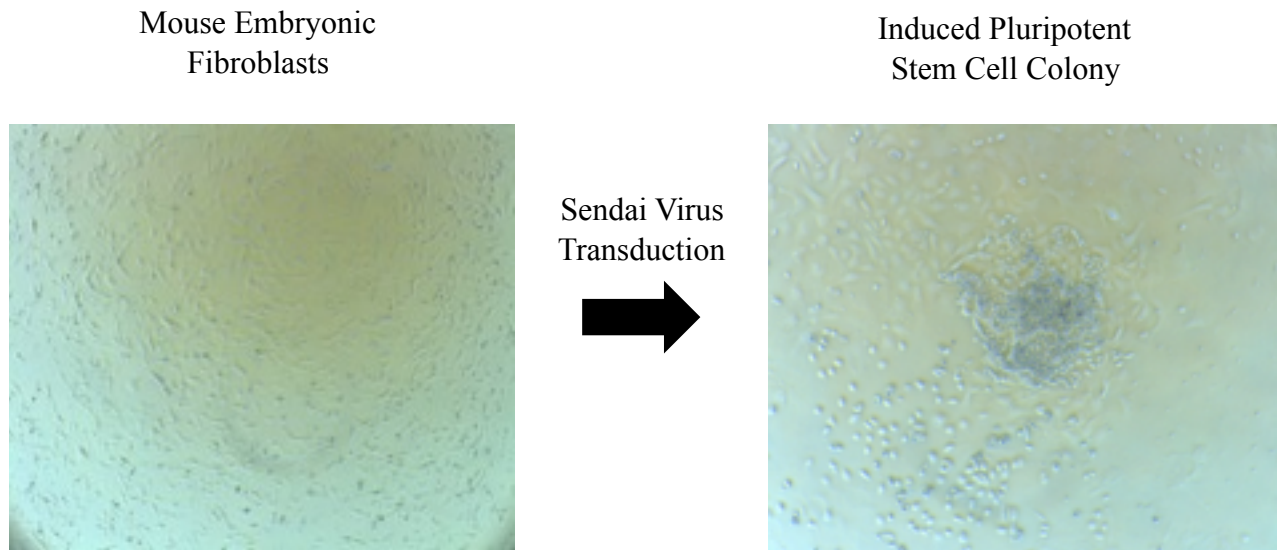 Mouse Embryonic
Fibroblasts
Sendai Virus
Transduction
Induced Pluripotent
Stem Cell Colony